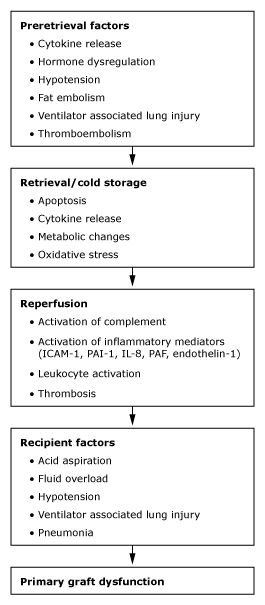 Preretrieval factors
• Cytokine release
• Hormone dysregulation
• Hypotension
• Fat embolism
• Ventilator associated lung injury
• Thromboembolism
Retrieval/cold storage
• Apoptosis
• Cytokine release
• Metabolic changes
• Oxidative stress
Reperfusion
• Activation of complement
• Activation of inflammatory mediators
(ICAM-1, PAI-1, IL-8, PAF, endothelin-1)
• Leukocyte activation
• Thrombosis
Recipient factors
• Acid aspiration
• Fluid overload
• Hypotension
• Ventilator associated lung injury
• Pneumonia
Primary graft dysfunction